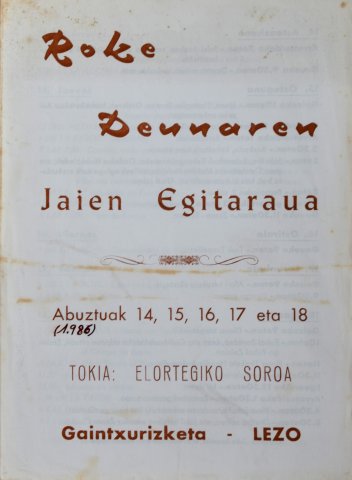 Roke
Deunaren
Jaien Egitaraua
Abuztuak 14, 15, 16, 17 eta 18
(1.986)
TOKIA: ELORTEGIKO SOROA
Gaintxurizketa - LEZO